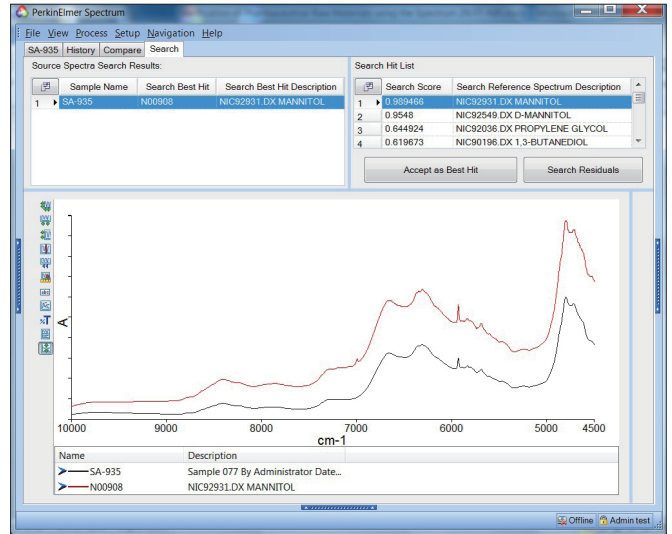 PerkinElmer Spectrum
File View Process Setup Navigation Help
SA-935 History Compare Search
Source Spectra Search Results:
Sample Name Search Best Hit Search Best Hit Description
1 SA-935 N00908 NIC92931.DX MANNITOL
Search Hit List
Search Score Search Reference Spectrum Description
1 0.989466 NIC92931.DX MANNITOL
2 0.9548 NIC92549.DX D-MANNITOL
3 0.644924 NIC92036.DX PROPYLENE GLYCOL
4 0.619673 NIC90196.DX 1,3-BUTANEDIOL
Accept as Best Hit Search Residuals
%T
A
10000 9000 8000 7000 6000 5000 4500
cm-1
Name Description
SA-935 Sample 077 By Administrator Date...
N00908 NIC92931.DX MANNITOL
Offline Admin test